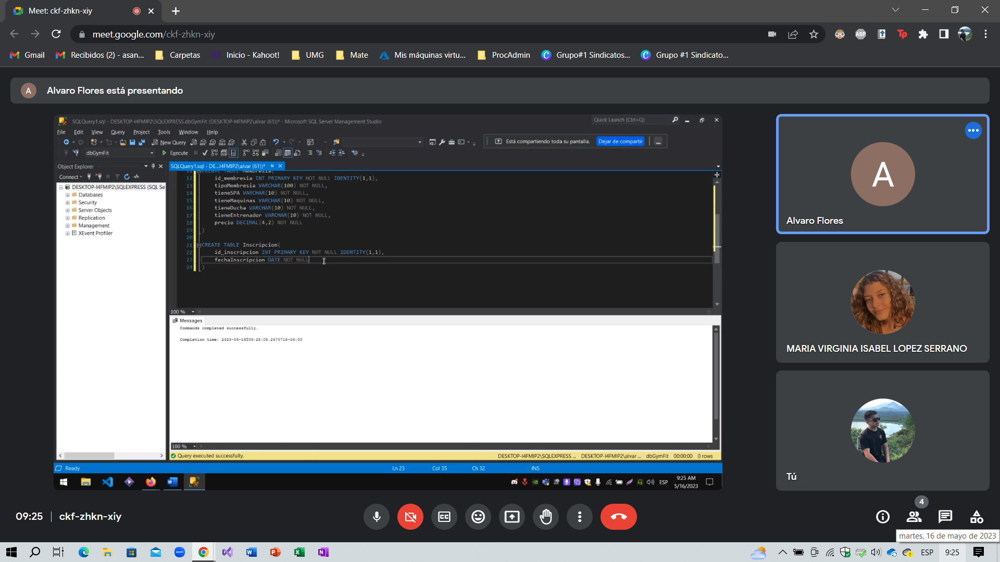 Meet: ckf-zhkn-xiy
meet.google.com/ckf-zhkn-xiy
ABP
Tp
Gmail
Recibidos (2) - asan...
Carpetas
Inicio - Kahoot!
UMG
Mate
Mis máquinas virtu...
ProcAdmin
Grupo#1 Sindicatos...
Grupo #1 Sindicato...
A
Alvaro Flores está presentando
SQLQuery1.sql - DESKTOP-I4FMIP2\SQLEXPRESS.dbGymFit (DESKTOP-I4FMIP2\alvar (61))* - Microsoft SQL Server Management Studio
Quick Launch (Ctrl+Q)
File Edit View Query Project Tools Window Help
New Query
Está compartiendo toda su pantalla.
Dejar de compartir
dbGymFit
Execute
Object Explorer
SQLQuery1.sql - DE...I4FMIP2\alvar (61))*
Connect
DESKTOP-I4FMIP2\SQLEXPRESS (SQL Se
Databases
Security
Server Objects
Replication
Management
XEvent Profiler
11 CREATE TABLE Membresia(
12 id_membresia INT PRIMARY KEY NOT NULL IDENTITY(1,1),
13 tipoMembresia VARCHAR(100) NOT NULL,
14 tieneSPA VARCHAR(10) NOT NULL,
15 tieneMaquinas VARCHAR(10) NOT NULL,
16 tieneDucha VARCHAR(10) NOT NULL,
17 tieneEntrenador VARCHAR(10) NOT NULL,
18 precio DECIMAL(4,2) NOT NULL
19 )
20
21 CREATE TABLE Inscripcion(
22 id_inscripcion INT PRIMARY KEY NOT NULL IDENTITY(1,1),
23 fechaInscripcion DATE NOT NULL
24 )
100 %
Messages
Commands completed successfully.
Completion time: 2023-05-16T09:25:05.2570718-06:00
100 %
Query executed successfully.
DESKTOP-I4FMIP2\SQLEXPRESS ...
DESKTOP-I4FMIP2\alvar ...
dbGymFit
00:00:00
0 rows
Ready
Ln 23
Col 35
Ch 32
INS
ESP
9:25 AM
5/16/2023
A
Alvaro Flores
MARIA VIRGINIA ISABEL LOPEZ SERRANO
Tú
09:25
ckf-zhkn-xiy
4
martes, 16 de mayo de 2023
zoom
ESP
9:25